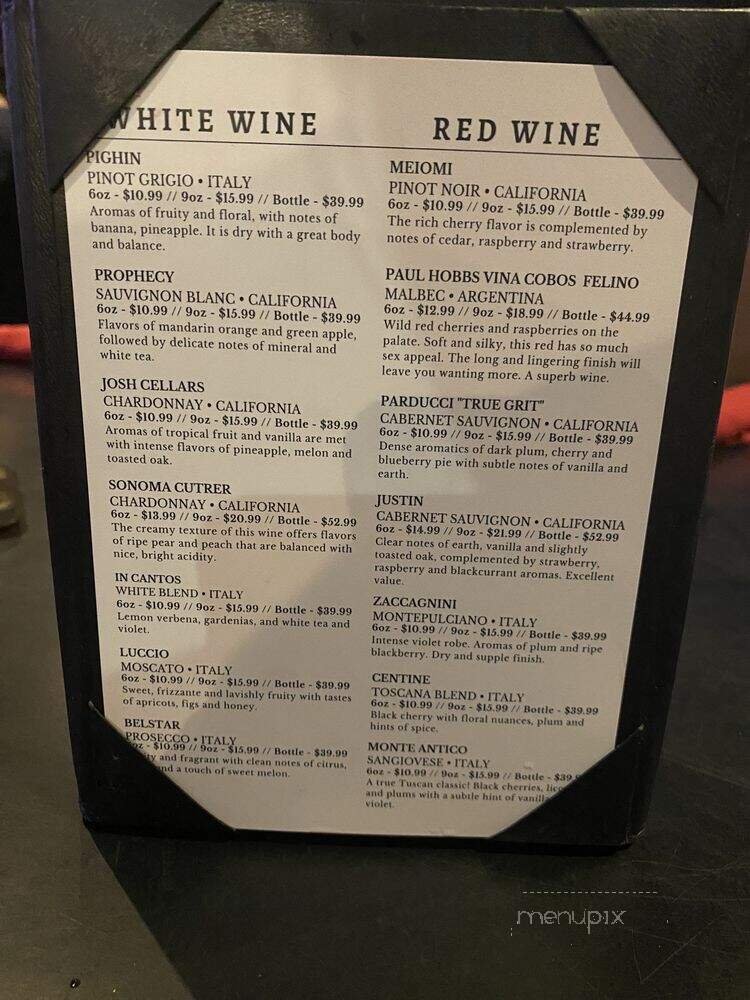 WHITE WINE
PIGHIN
PINOT GRIGIO • ITALY
6oz - $10.99 // 9oz - $15.99 // Bottle - $39.99
Aromas of fruity and floral, with notes of
banana, pineapple. It is dry with a great body
and balance.
PROPHECY
SAUVIGNON BLANC • CALIFORNIA
6oz - $10.99 // 9oz - $15.99 // Bottle - $39.99
Flavors of mandarin orange and green apple,
followed by delicate notes of mineral and
white tea.
JOSH CELLARS
CHARDONNAY • CALIFORNIA
6oz - $10.99 // 9oz - $15.99 // Bottle - $39.99
Aromas of tropical fruit and vanilla are met
with intense flavors of pineapple, melon and
toasted oak.
SONOMA CUTRER
CHARDONNAY • CALIFORNIA
6oz - $13.99 // 9oz - $20.99 // Bottle - $52.99
The creamy texture of this wine offers flavors
of ripe pear and peach that are balanced with
nice, bright acidity.
IN CANTOS
WHITE BLEND • ITALY
6oz - $10.99 // 9oz - $15.99 // Bottle - $39.99
Lemon verbena, gardenias, and white tea and
violet.
LUCCIO
MOSCATO • ITALY
6oz - $10.99 // 9oz - $15.99 // Bottle - $39.99
Sweet, frizzante and lavishly fruity with tastes
of apricots, figs and honey.
BELSTAR
PROSECCO • ITALY
oz - $10.99 // 9oz - $15.99 // Bottle - $39.99
and fragrant with clean notes of citrus,
and a touch of sweet melon.
RED WINE
MEIOMI
PINOT NOIR • CALIFORNIA
6oz - $10.99 // 9oz - $15.99 // Bottle - $39.99
The rich cherry flavor is complemented by
notes of cedar, raspberry and strawberry.
PAUL HOBBS VINA COBOS FELINO
MALBEC • ARGENTINA
6oz - $12.99 // 9oz - $18.99 // Bottle - $44.99
Wild red cherries and raspberries on the
palate. Soft and silky, this red has so much
sex appeal. The long and lingering finish will
leave you wanting more. A superb wine.
PARDUCCI "TRUE GRIT"
CABERNET SAUVIGNON • CALIFORNIA
6oz - $10.99 // 9oz - $15.99 // Bottle - $39.99
Dense aromatics of dark plum, cherry and
blueberry pie with subtle notes of vanilla and
earth.
JUSTIN
CABERNET SAUVIGNON • CALIFORNIA
6oz - $14.99 // 9oz - $21.99 // Bottle - $52.99
Clear notes of earth, vanilla and slightly
toasted oak, complemented by strawberry,
raspberry and blackcurrant aromas. Excellent
value.
ZACCAGNINI
MONTEPULCIANO • ITALY
6oz - $10.99 // 9oz - $15.99 // Bottle - $39.99
Intense violet robe. Aromas of plum and ripe
blackberry. Dry and supple finish.
CENTINE
TOSCANA BLEND • ITALY
6oz - $10.99 // 9oz - $15.99 // Bottle - $39.99
Black cherry with floral nuances, plum and
hints of spice.
MONTE ANTICO
SANGIOVESE • ITALY
6oz - $10.99 // 9oz - $15.99 // Bottle - $39.9
A true Tuscan classic! Black cherries,
and plums with a subtle hint of vanilla
violet.
menupix